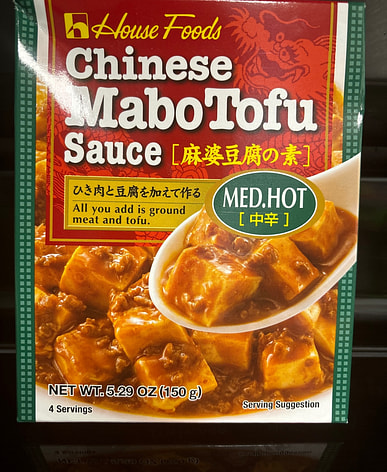 House Foods
Chinese
MaboTofu
Sauce [麻婆豆腐の素]
ひき肉と豆腐を加えて作る
All you add is ground
meat and tofu.
MED.HOT
[中辛]
NET WT. 5.29 OZ (150 g)
4 Servings
Serving Suggestion